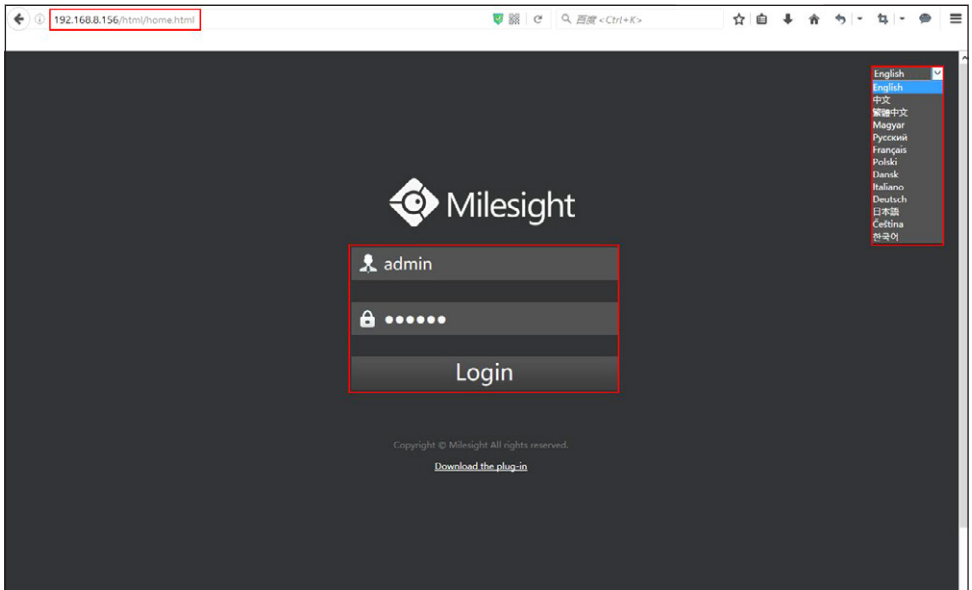 192.168.8.156/html/home.html
百度 <Ctrl+K>
English
English
中文
繁體中文
Magyar
Русский
Français
Polski
Dansk
Italiano
Deutsch
日本語
Čeština
한국어
Milesight
admin
Login
Copyright © Milesight All rights reserved.
Download the plug-in